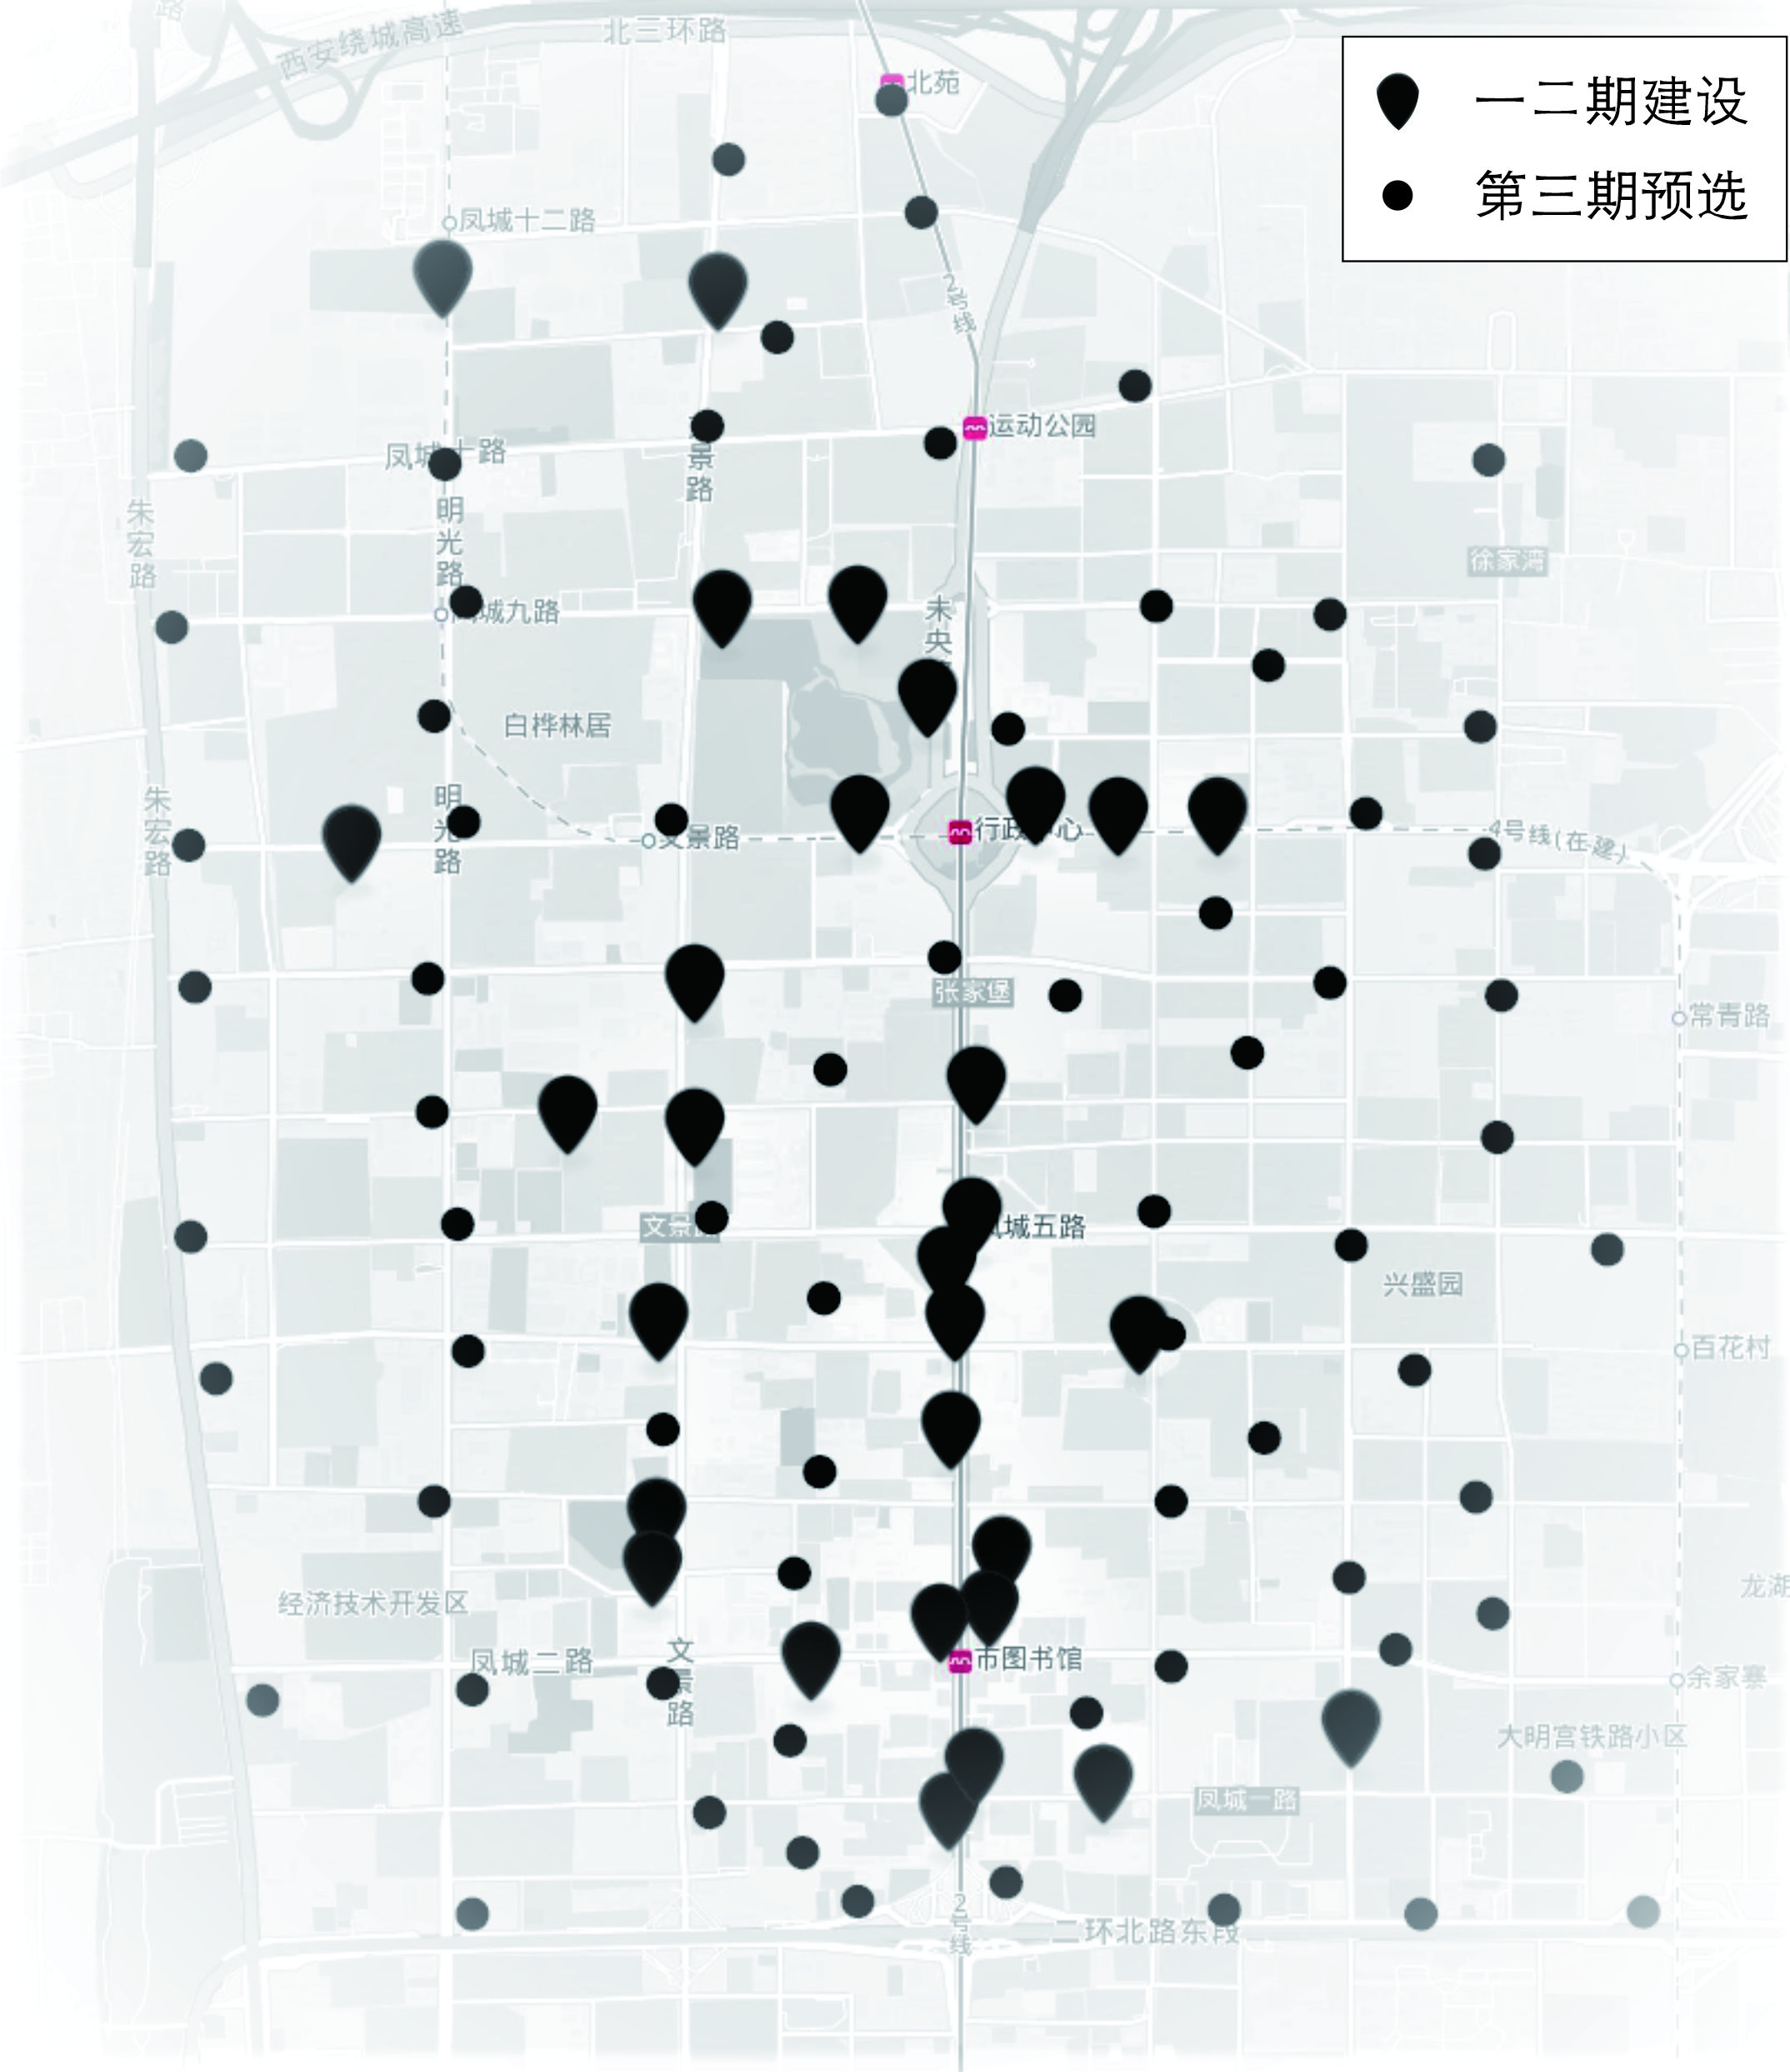 路
西安绕城高速
北三环路
北苑
一二期建设
第三期预选
凤城十二路
2号线
运动公园
凤城十路
景路
朱宏路
明光路
徐家湾
城九路
未央
白桦林居
朱宏路
明光路
文景路
行政中心
4号线(在建)
张家堡
常青路
文景路
城五路
兴盛园
百花村
经济技术开发区
龙湖
凤城二路
文景路
市图书馆
余家寨
大明宫铁路小区
凤城一路
2号线
二环北路东段